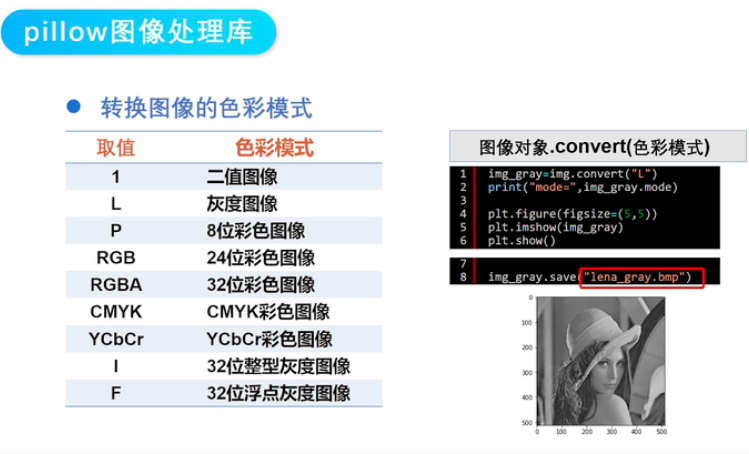 pillow图像处理库
转换图像的色彩模式
取值 色彩模式
1 二值图像
L 灰度图像
P 8位彩色图像
RGB 24位彩色图像
RGBA 32位彩色图像
CMYK CMYK彩色图像
YCbCr YCbCr彩色图像
I 32位整型灰度图像
F 32位浮点灰度图像
图像对象.convert(色彩模式)
1 img_gray=img.convert("L")
2 print("mode=",img_gray.mode)
3
4 plt.figure(figsize=(5,5))
5 plt.imshow(img_gray)
6 plt.show()
7
8 img_gray.save("lena_gray.bmp")
0
100
200
300
400
500
0 100 200 300 400 500